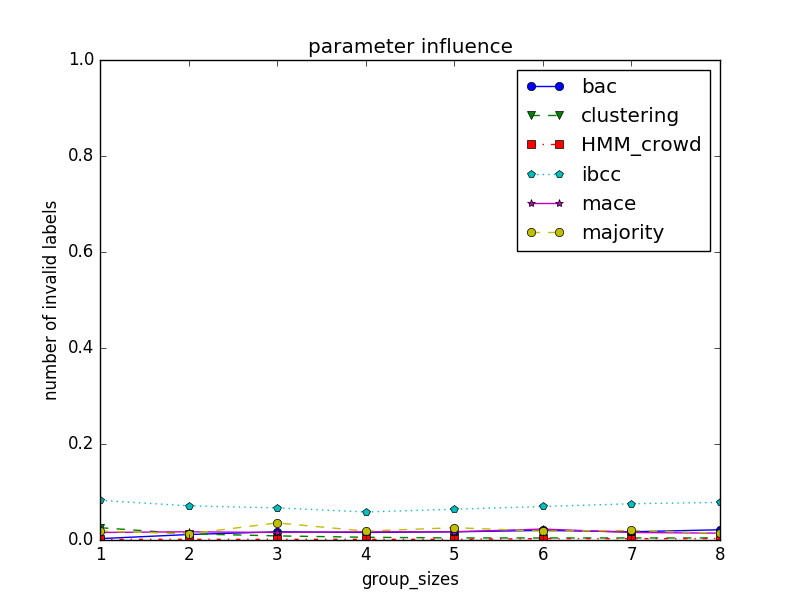 parameter influence
1.0
0.8
0.6
0.4
0.2
0.0
number of invalid labels
bac
clustering
HMM_crowd
ibcc
mace
majority
1 2 3 4 5 6 7 8
group_sizes